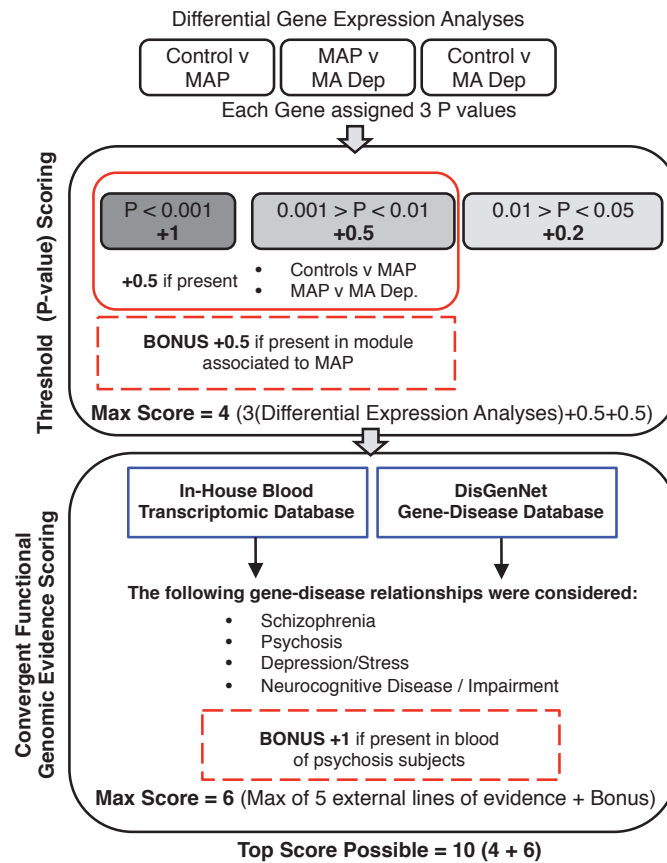 Differential Gene Expression Analyses
Control v
MAP
MAP v
MA Dep
Control v
MA Dep
Each Gene assigned 3 P values
Threshold (P-value) Scoring
P < 0.001
+1
0.001 > P < 0.01
+0.5
0.01 > P < 0.05
+0.2
+0.5 if present
• Controls v MAP
• MAP v MA Dep.
BONUS +0.5 if present in module
associated to MAP
Max Score = 4 (3(Differential Expression Analyses)+0.5+0.5)
Convergent Functional
Genomic Evidence Scoring
In-House Blood
Transcriptomic Database
DisGenNet
Gene-Disease Database
The following gene-disease relationships were considered:
• Schizophrenia
• Psychosis
• Depression/Stress
• Neurocognitive Disease / Impairment
BONUS +1 if present in blood
of psychosis subjects
Max Score = 6 (Max of 5 external lines of evidence + Bonus)
Top Score Possible = 10 (4 + 6)